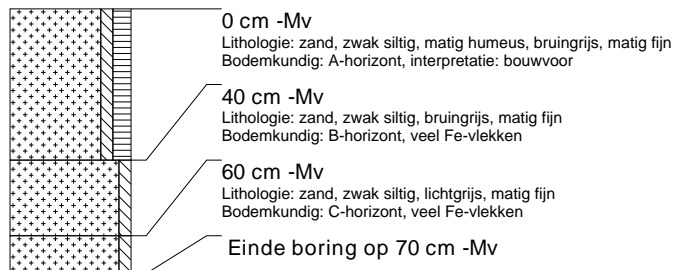 0 cm -Mv
Lithologie: zand, zwak siltig, matig humeus, bruingrijs, matig fijn
Bodemkundig: A-horizont, interpretatie: bouwvoor
40 cm -Mv
Lithologie: zand, zwak siltig, bruingrijs, matig fijn
Bodemkundig: B-horizont, veel Fe-vlekken
60 cm -Mv
Lithologie: zand, zwak siltig, lichtgrijs, matig fijn
Bodemkundig: C-horizont, veel Fe-vlekken
Einde boring op 70 cm -Mv